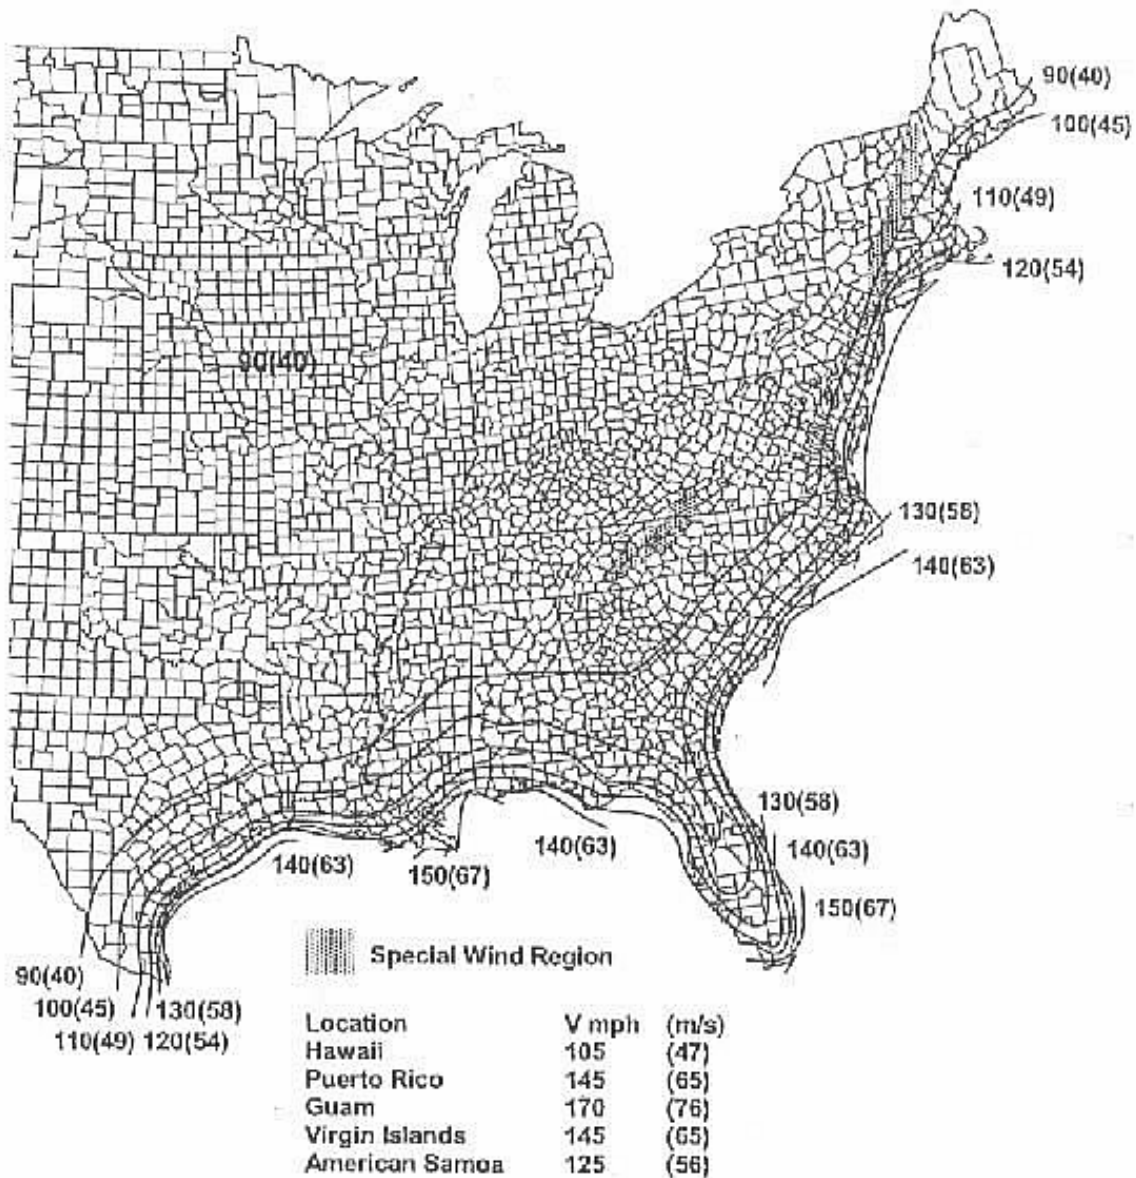 90(40)
100(45)
110(49)
120(54)
90(40)
130(58)
140(63)
130(58)
140(63)
140(63)
140(63)
150(67)
150(67)
Special Wind Region
90(40)
100(45)
130(58)
110(49)
120(54)
Location V mph (m/s)
Hawaii 105 (47)
Puerto Rico 145 (65)
Guam 170 (76)
Virgin Islands 145 (65)
American Samoa 125 (56)